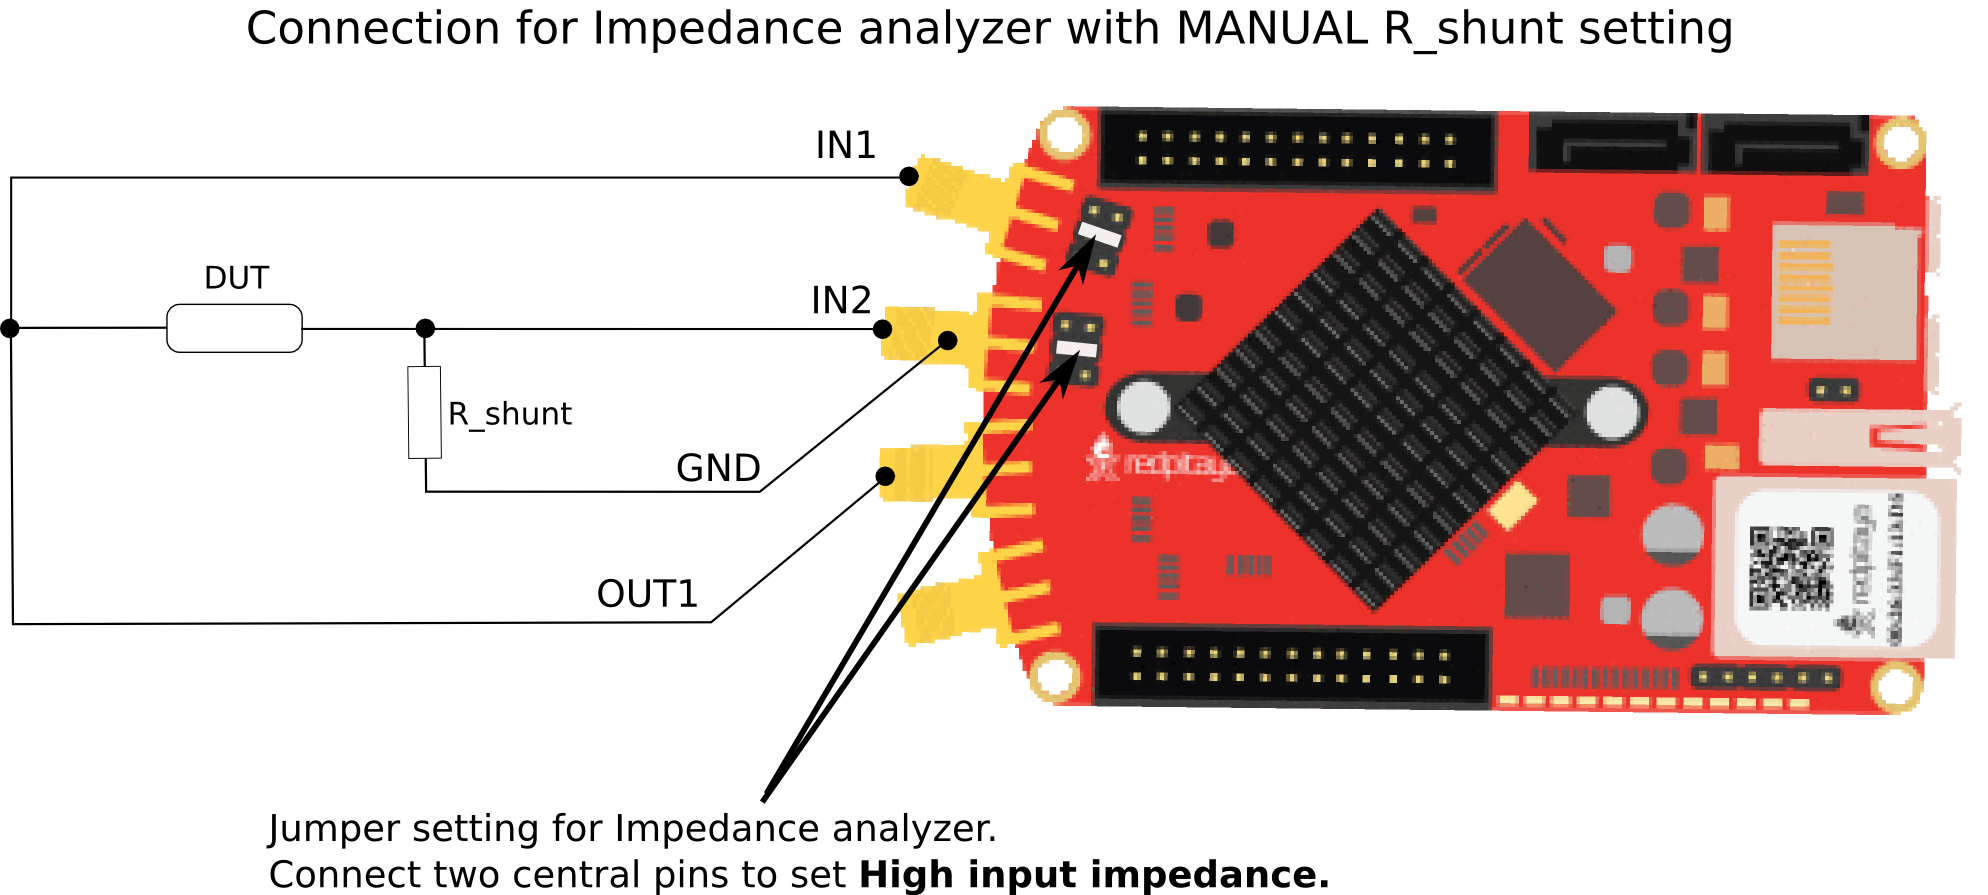 Connection for Impedance analyzer with MANUAL R_shunt setting
IN1
DUT
IN2
R_shunt
GND
OUT1
redpitaya
redpitaya
Jumper setting for Impedance analyzer.
Connect two central pins to set High input impedance.